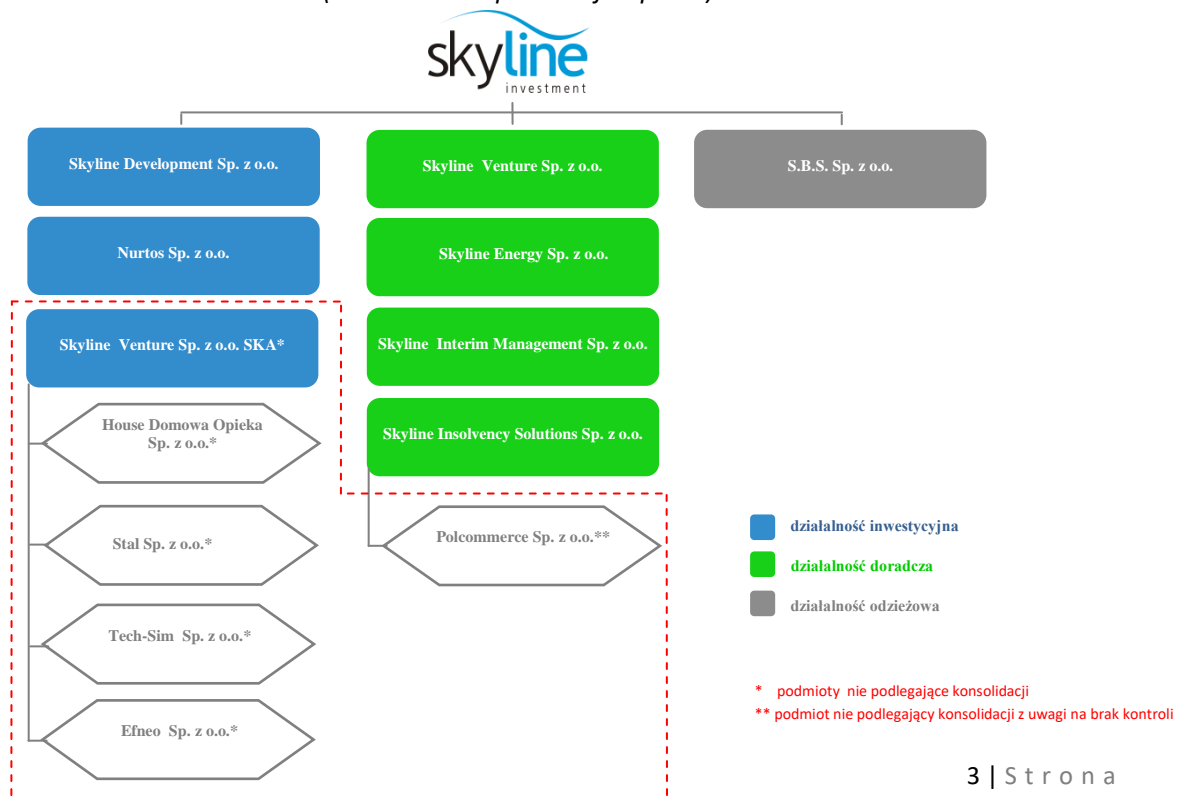 skyline
investment
Skyline Development Sp. z o.o.
Skyline Venture Sp. z o.o.
S.B.S. Sp. z o.o.
Nurtos Sp. z o.o.
Skyline Energy Sp. z o.o.
Skyline Venture Sp. z o.o. SKA*
Skyline Interim Management Sp. z o.o.
House Domowa Opieka
Sp. z o.o.*
Skyline Insolvency Solutions Sp. z o.o.
Stal Sp. z o.o.*
Polcommerce Sp. z o.o.**
Tech-Sim Sp. z o.o.*
Efneo Sp. z o.o.*
działalność inwestycyjna
działalność doradcza
działalność odzieżowa
* podmioty nie podlegające konsolidacji
** podmiot nie podlegający konsolidacji z uwagi na brak kontroli
3 | Strona